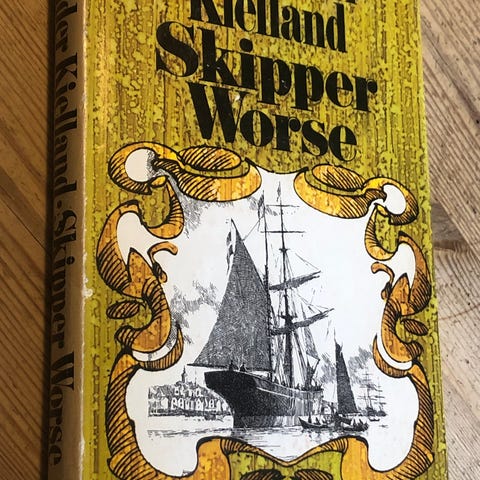 Kielland
Skipper
Worse
der Kielland · Skipper Worse